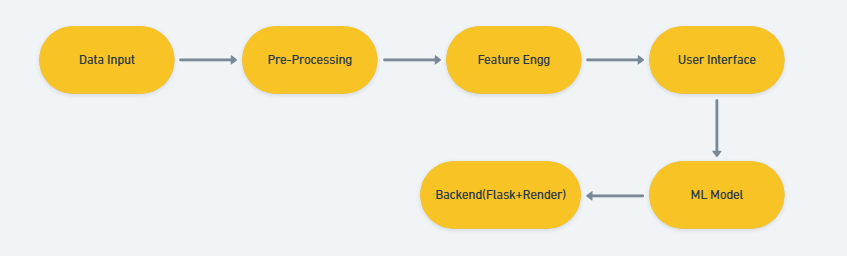 Data Input
Pre-Processing
Feature Engg
User Interface
Backend(Flask+Render)
ML Model